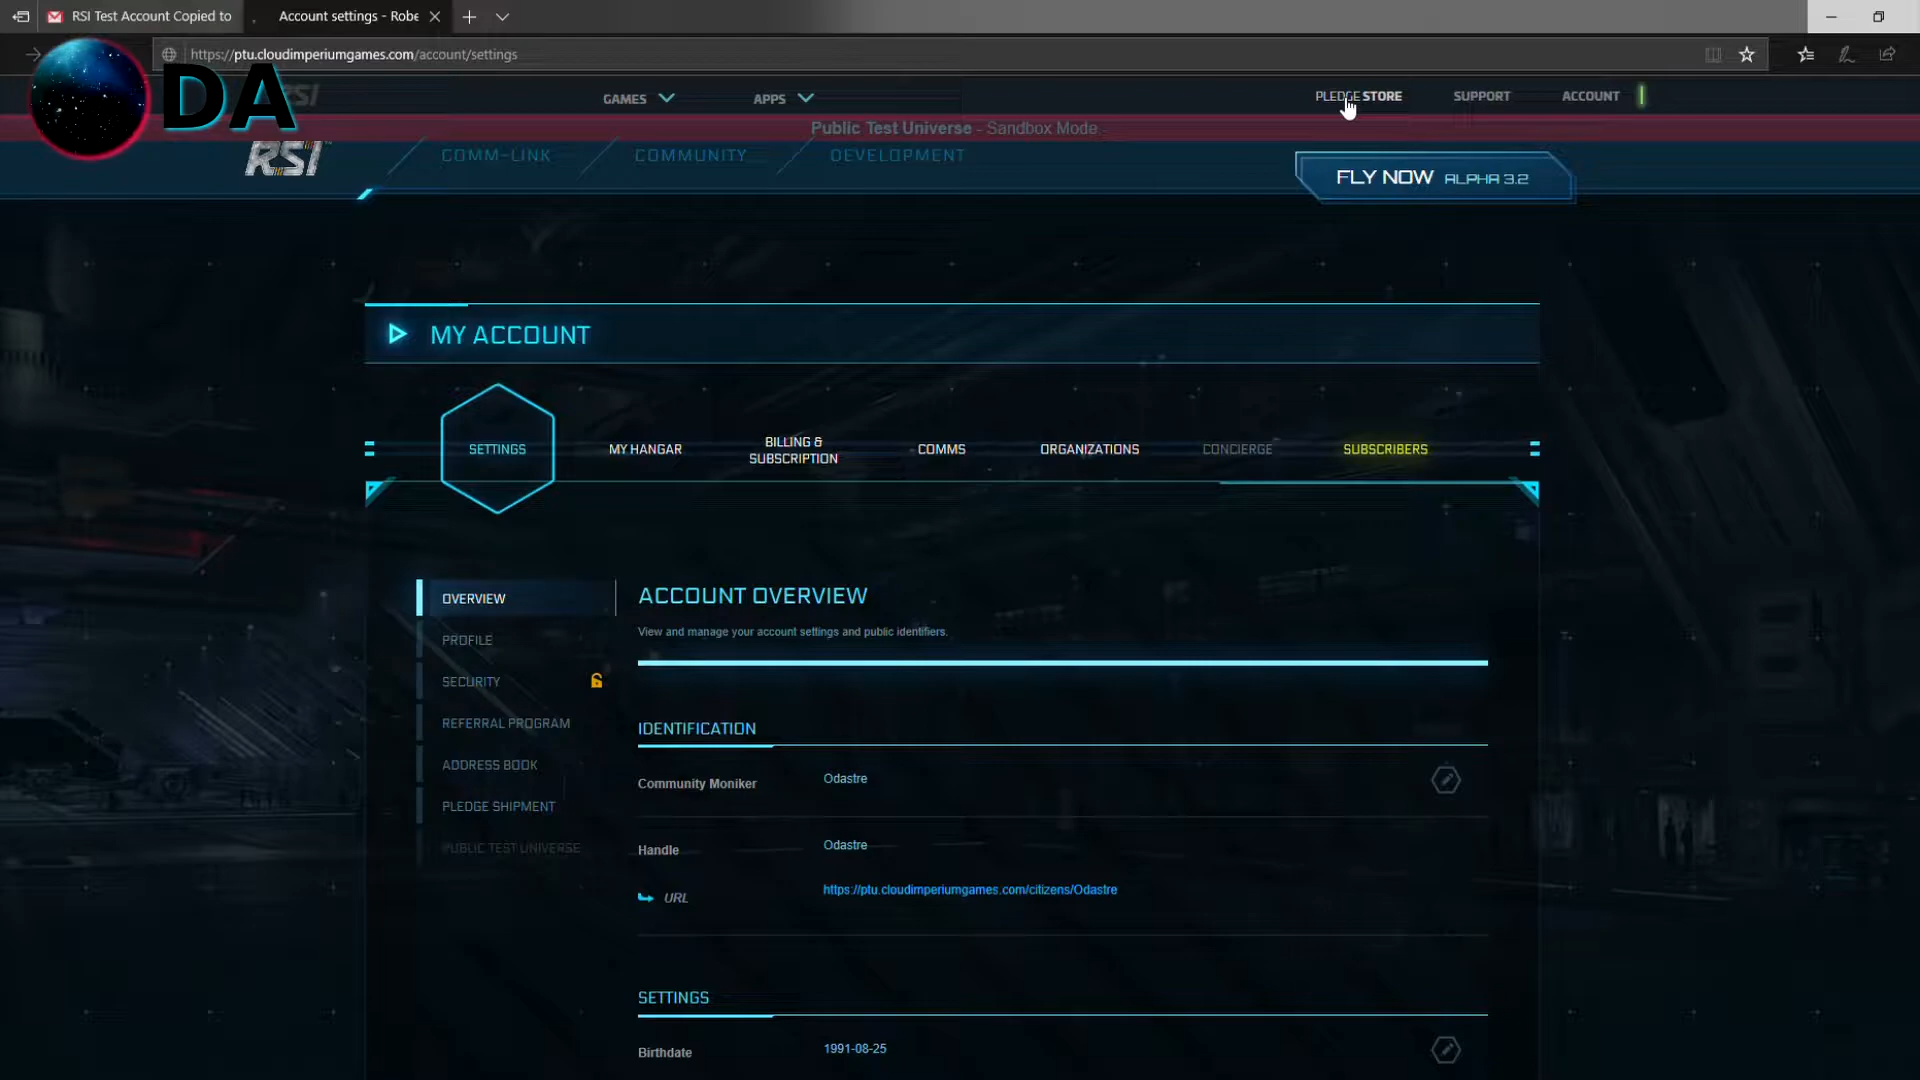 RSI Test Account Copied to
Account settings - Robe
https://ptu.cloudimperiumgames.com/account/settings
DA
RSI
GAMES
APPS
PLEDGE STORE
SUPPORT
ACCOUNT
Public Test Universe - Sandbox Mode -
RSI
COMM-LINK
COMMUNITY
DEVELOPMENT
FLY NOW ALPHA 3.2
MY ACCOUNT
SETTINGS
MY HANGAR
BILLING &
SUBSCRIPTION
COMMS
ORGANIZATIONS
CONCIERGE
SUBSCRIBERS
OVERVIEW
PROFILE
SECURITY
REFERRAL PROGRAM
ADDRESS BOOK
PLEDGE SHIPMENT
PUBLIC TEST UNIVERSE
ACCOUNT OVERVIEW
View and manage your account settings and public identifiers.
IDENTIFICATION
Community Moniker
Odastre
Handle
Odastre
URL
https://ptu.cloudimperiumgames.com/citizens/Odastre
SETTINGS
Birthdate
1991-08-25